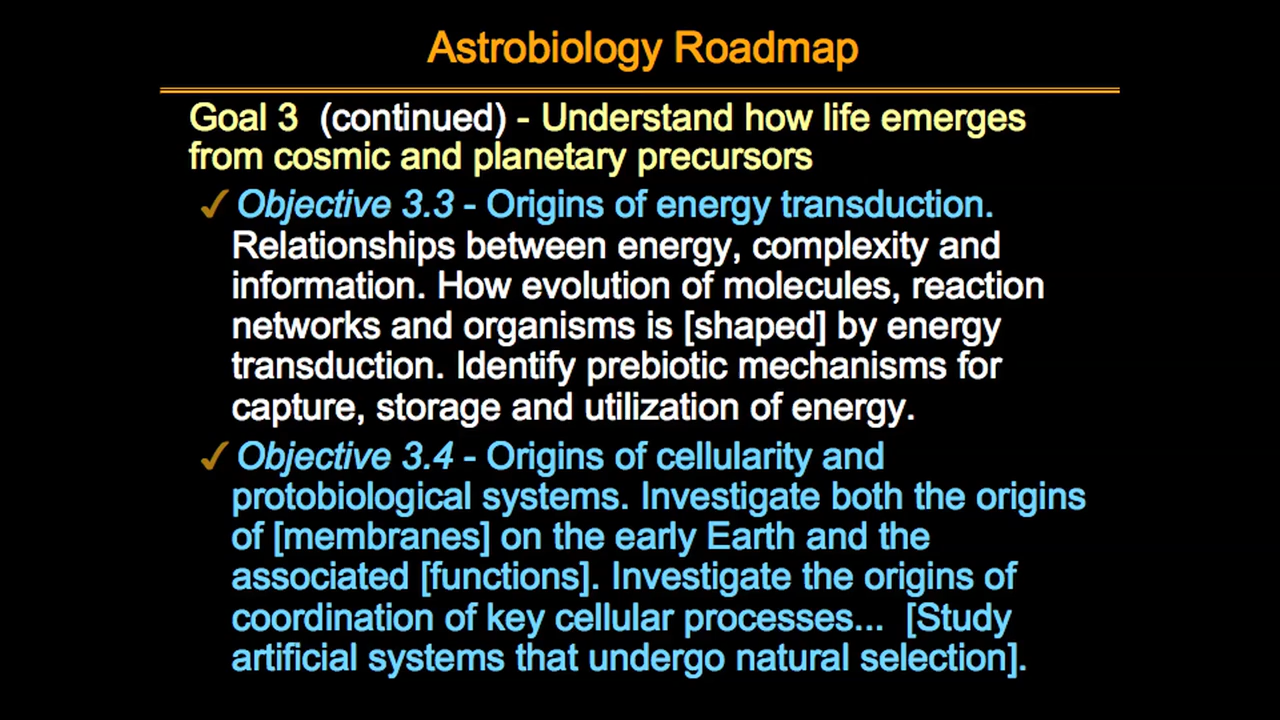 Astrobiology Roadmap
Goal 3 (continued) - Understand how life emerges
from cosmic and planetary precursors
✓ Objective 3.3 - Origins of energy transduction.
Relationships between energy, complexity and
information. How evolution of molecules, reaction
networks and organisms is [shaped] by energy
transduction. Identify prebiotic mechanisms for
capture, storage and utilization of energy.
✓ Objective 3.4 - Origins of cellularity and
protobiological systems. Investigate both the origins
of [membranes] on the early Earth and the
associated [functions]. Investigate the origins of
coordination of key cellular processes... [Study
artificial systems that undergo natural selection].